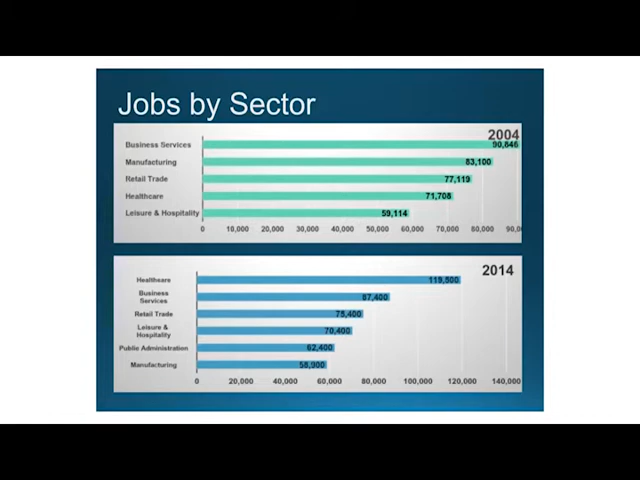 Jobs by Sector
2004
Business Services 90,846
Manufacturing 83,100
Retail Trade 77,119
Healthcare 71,708
Leisure & Hospitality 59,114
0 10,000 20,000 30,000 40,000 50,000 60,000 70,000 80,000 90,0
2014
Healthcare 119,500
Business
Services 87,400
Retail Trade 75,400
Leisure &
Hospitality 70,400
Public Administration 62,400
Manufacturing 58,900
0 20,000 40,000 60,000 80,000 100,000 120,000 140,000